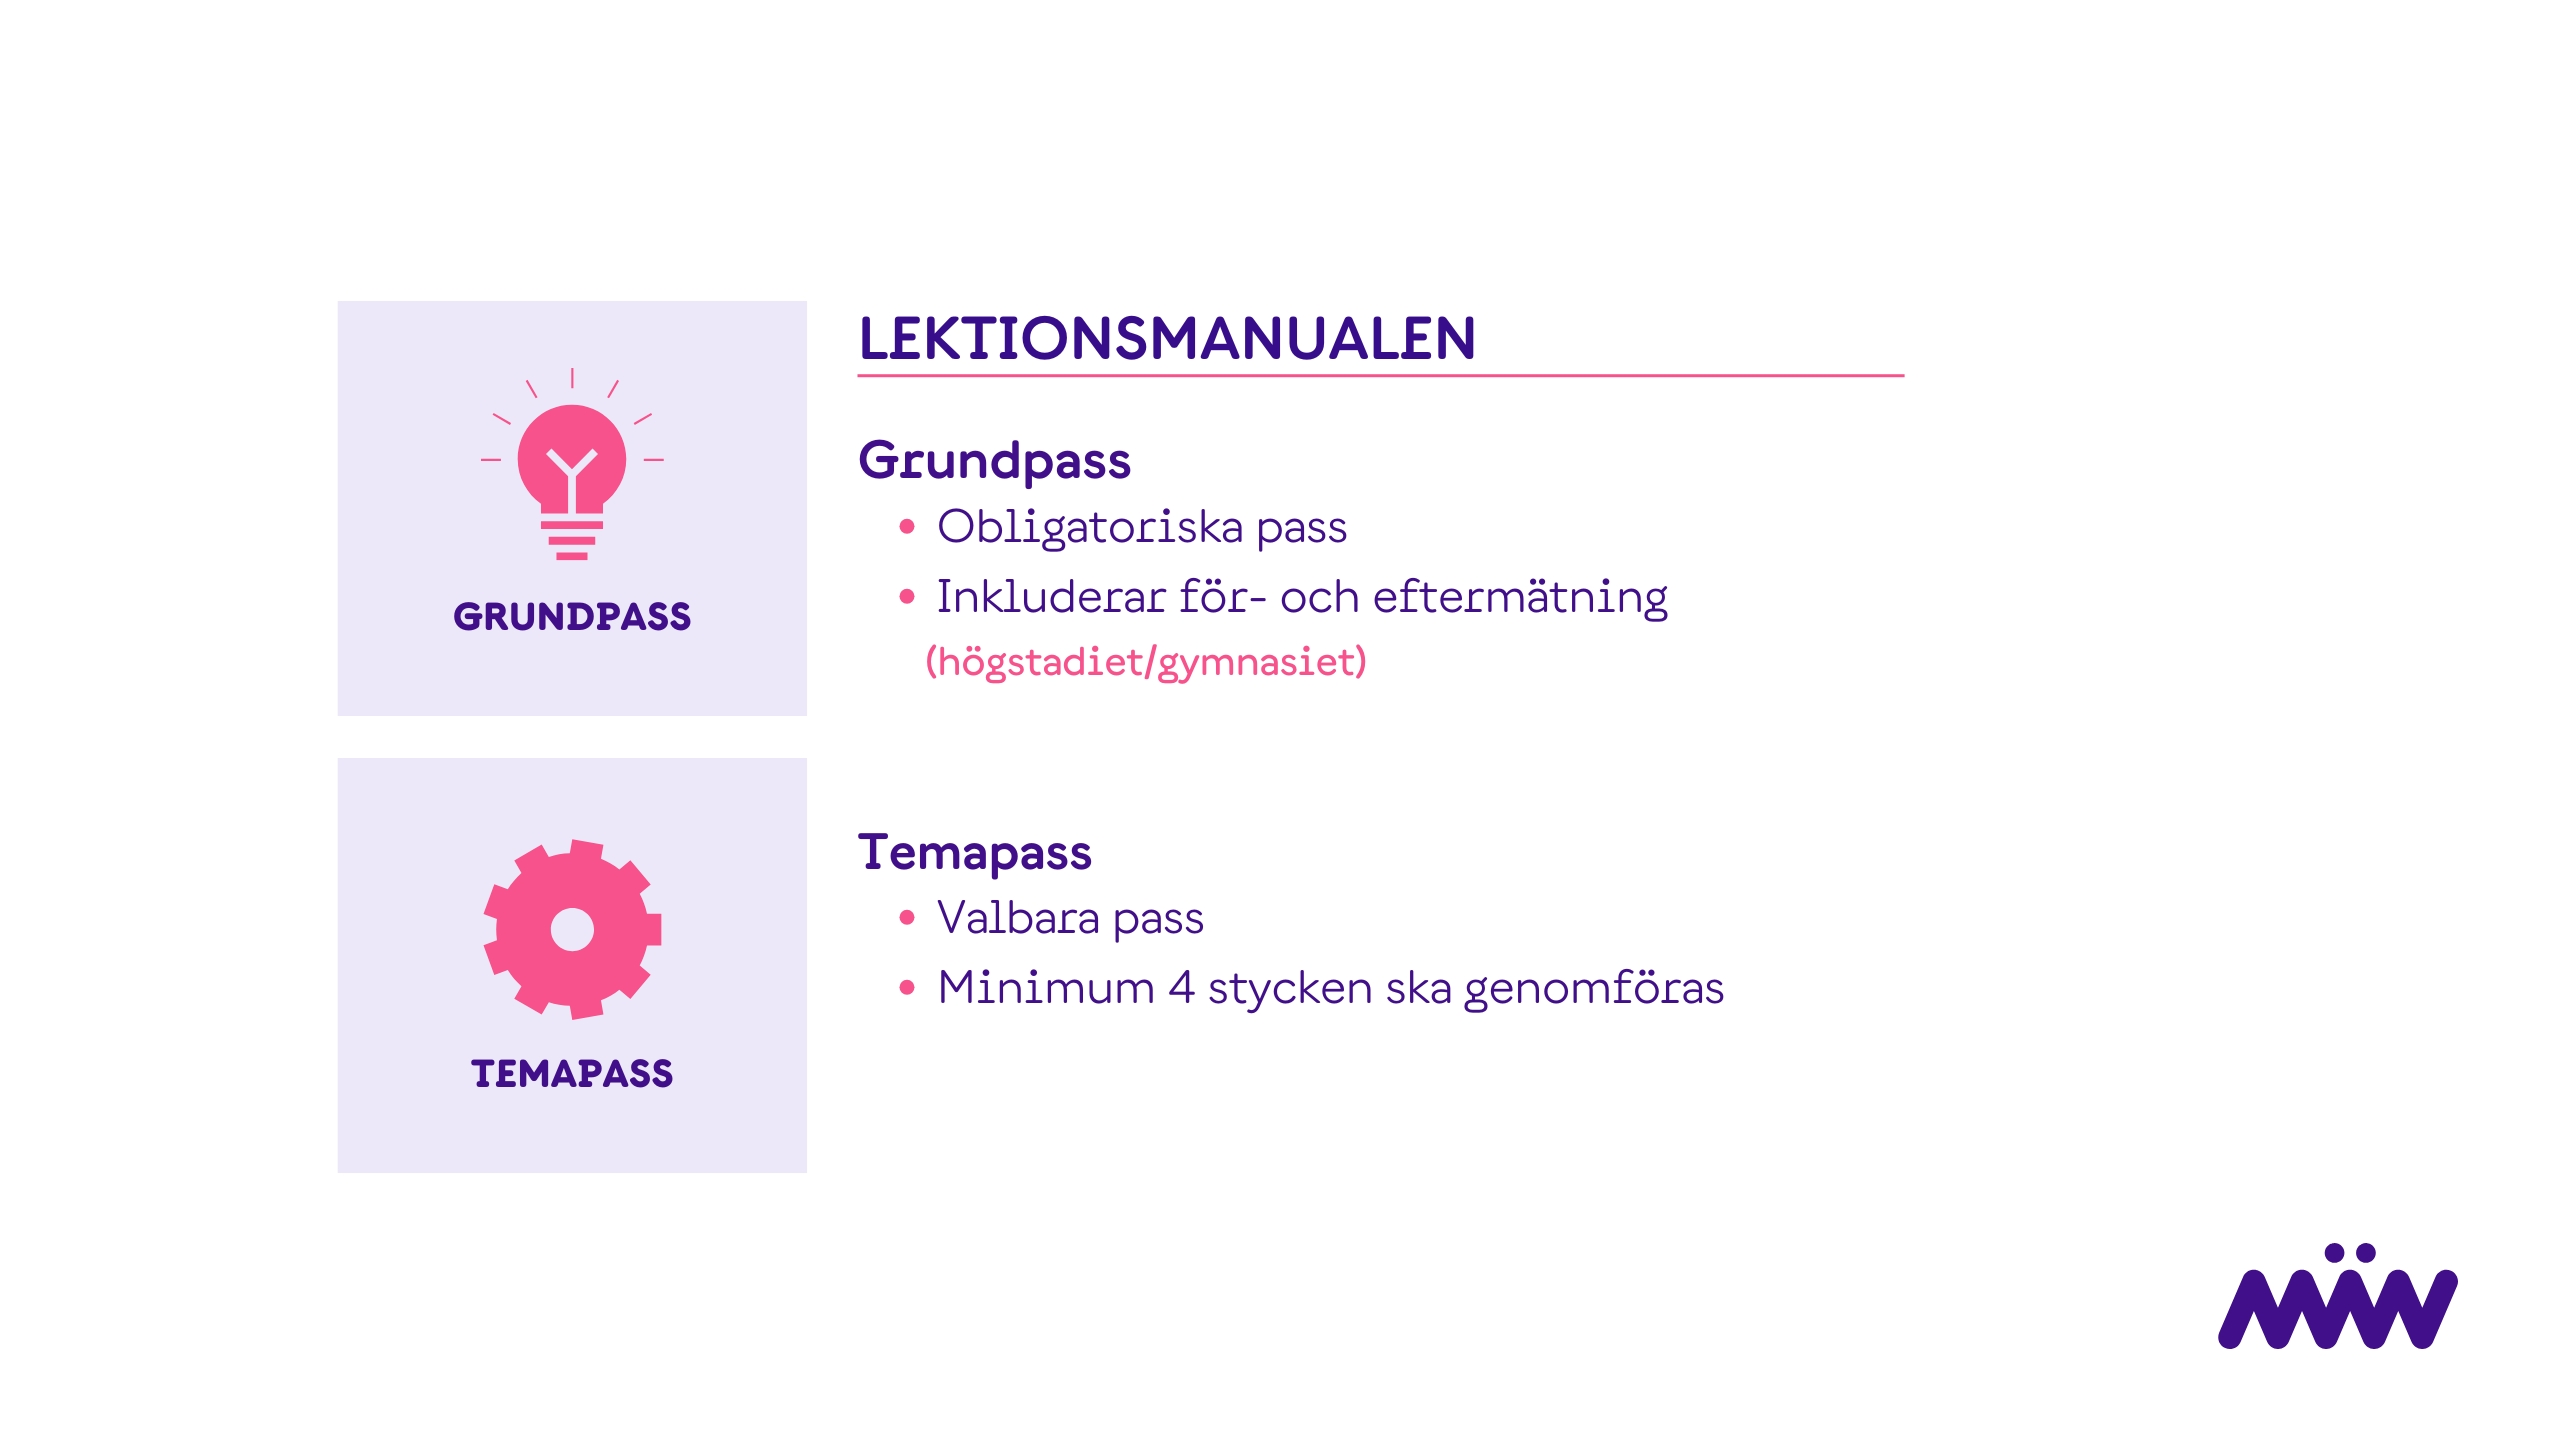 LEKTIONSMANUALEN
GRUNDPASS
Grundpass
Obligatoriska pass
Inkluderar för- och eftermätning
(högstadiet/gymnasiet)
TEMAPASS
Temapass
Valbara pass
Minimum 4 stycken ska genomföras